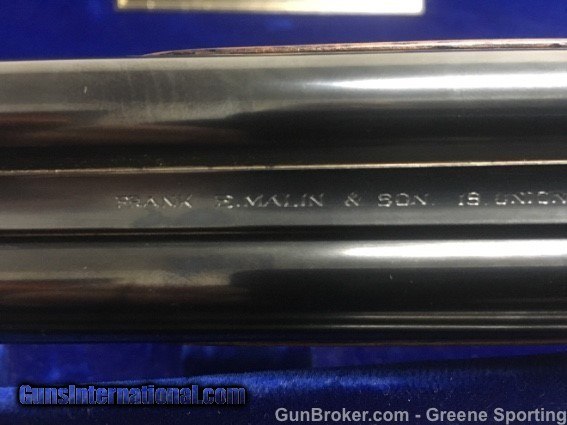 FRANK E.MALIN & SON. 18 UNION
GunsInternational.com
GunBroker.com - Greene Sporting